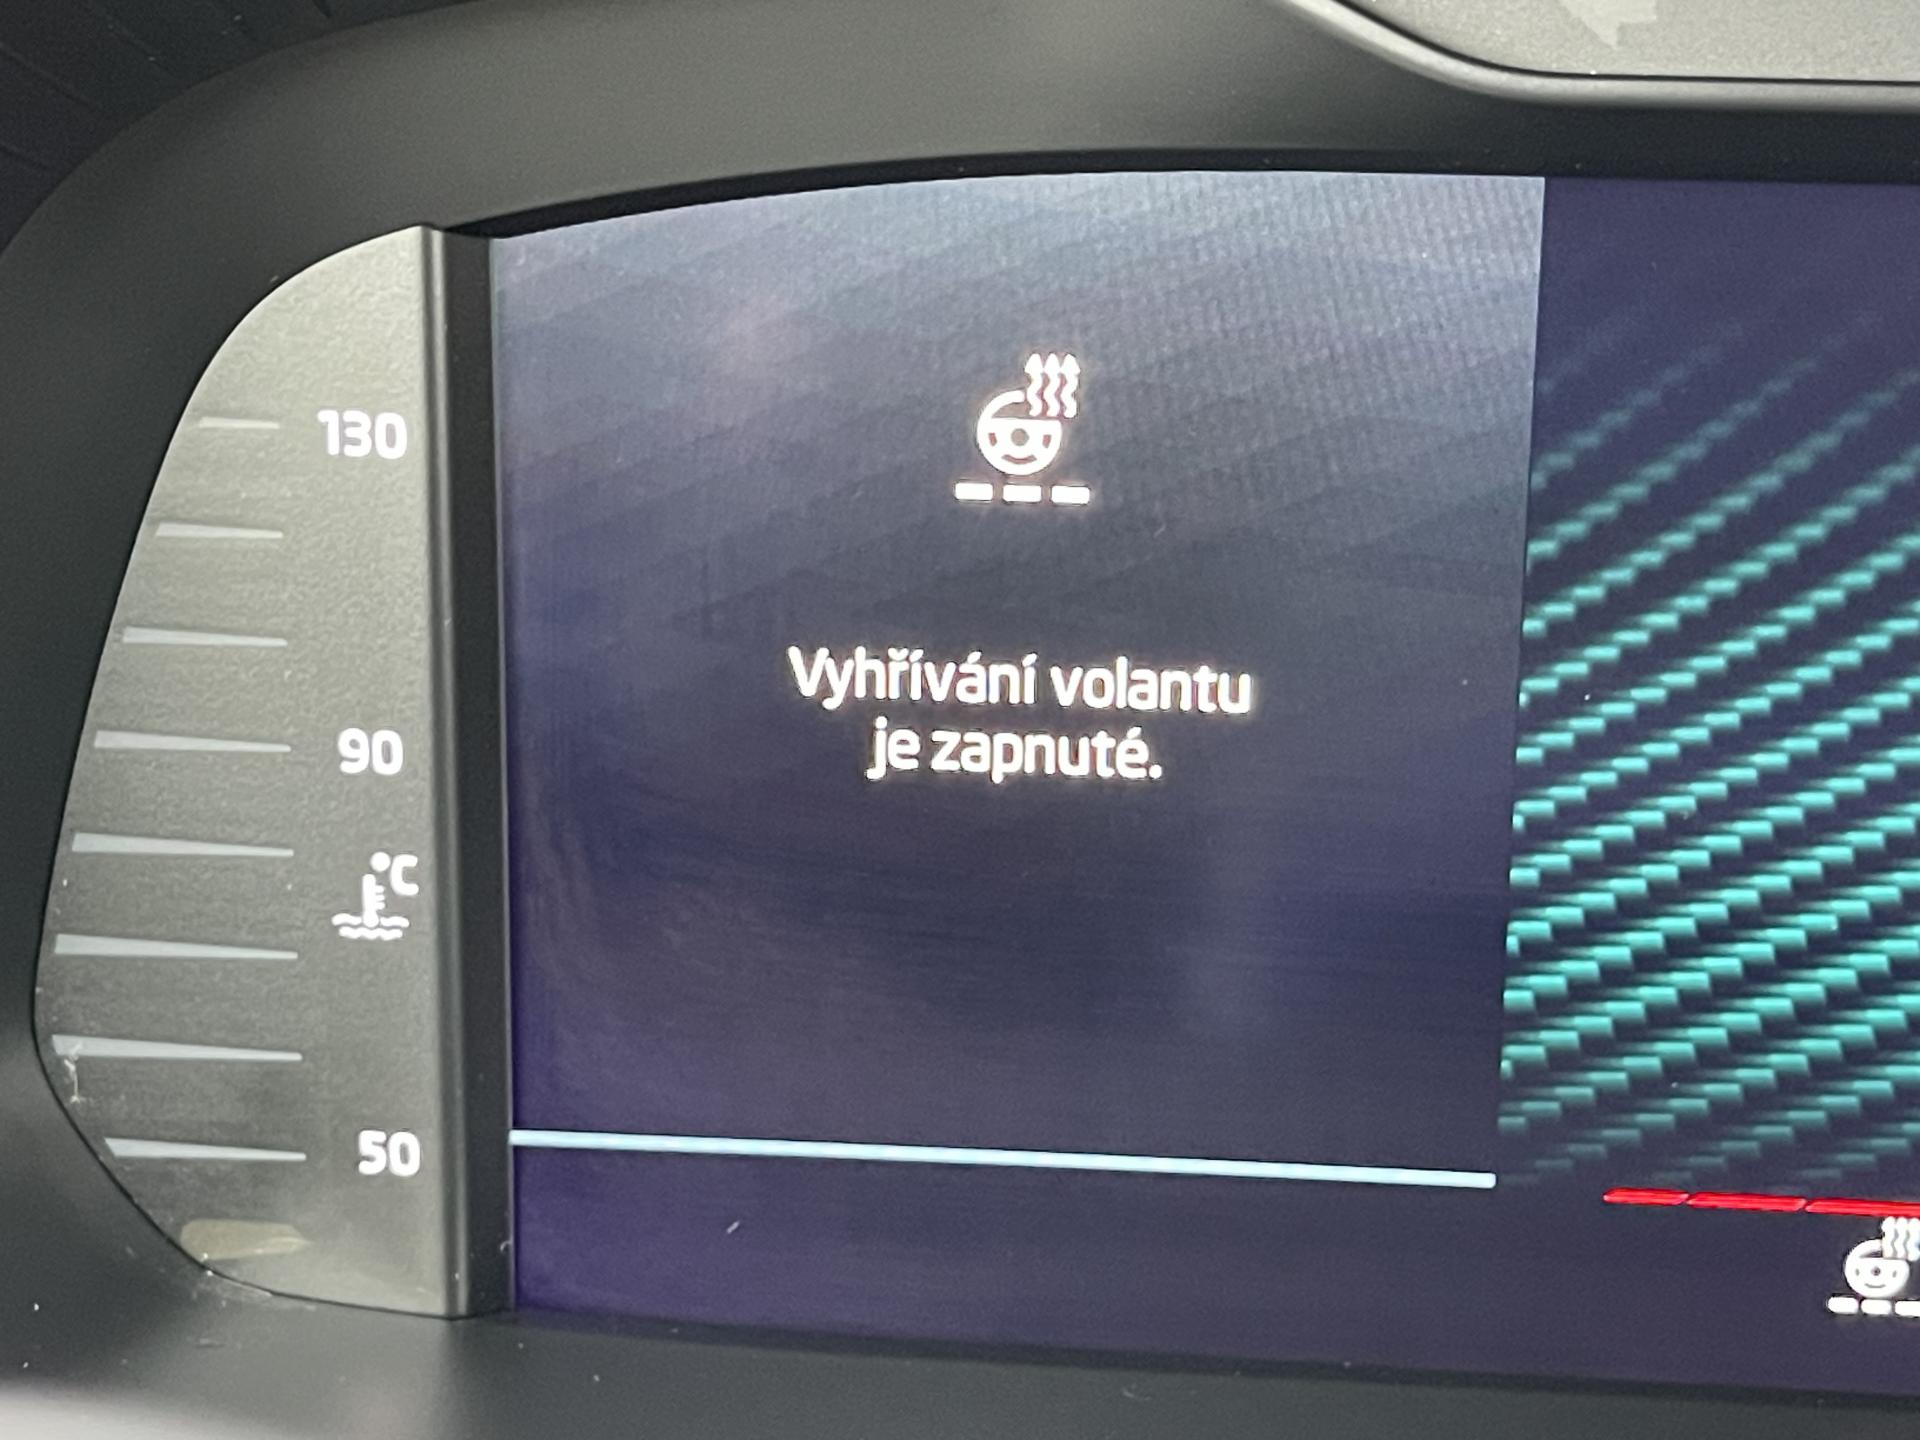 130
90
°C
50
Vyhřívání volantu
je zapnuté.